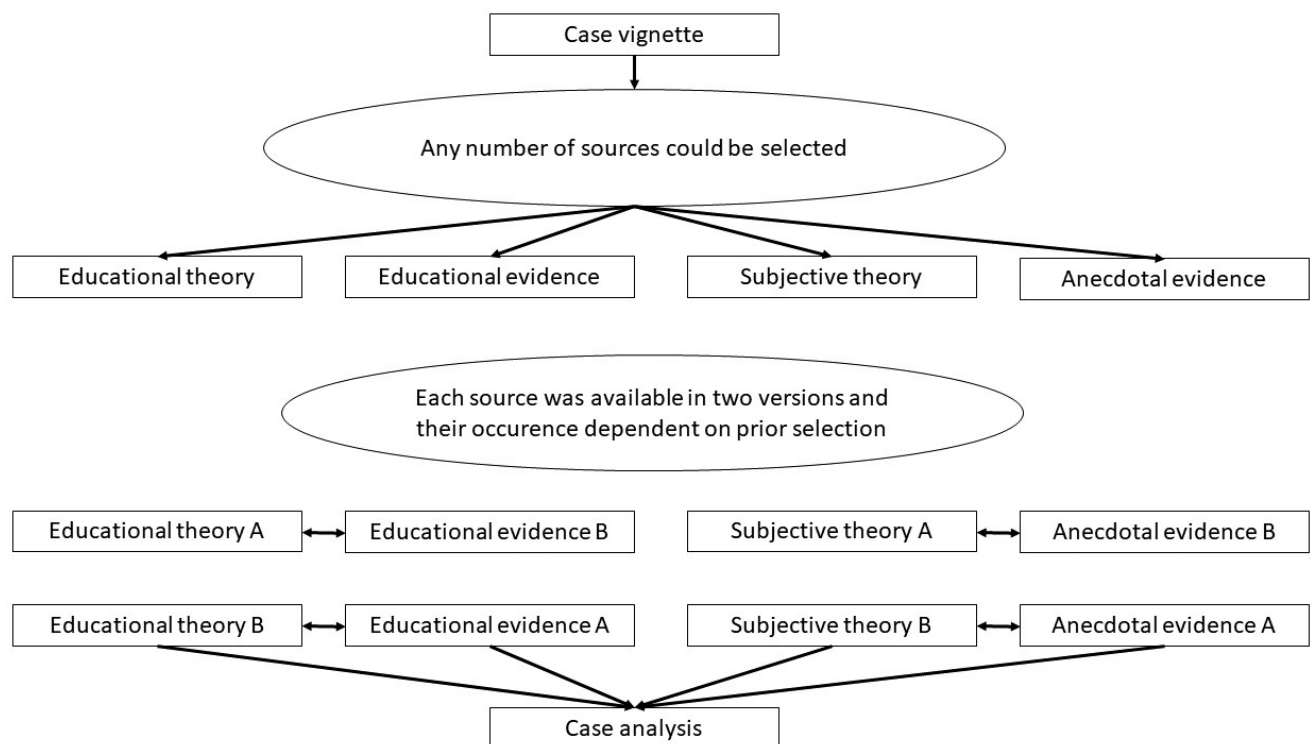 Case vignette
Any number of sources could be selected
Educational theory
Educational evidence
Subjective theory
Anecdotal evidence
Each source was available in two versions and
their occurence dependent on prior selection
Educational theory A
Educational evidence B
Subjective theory A
Anecdotal evidence B
Educational theory B
Educational evidence A
Subjective theory B
Anecdotal evidence A
Case analysis